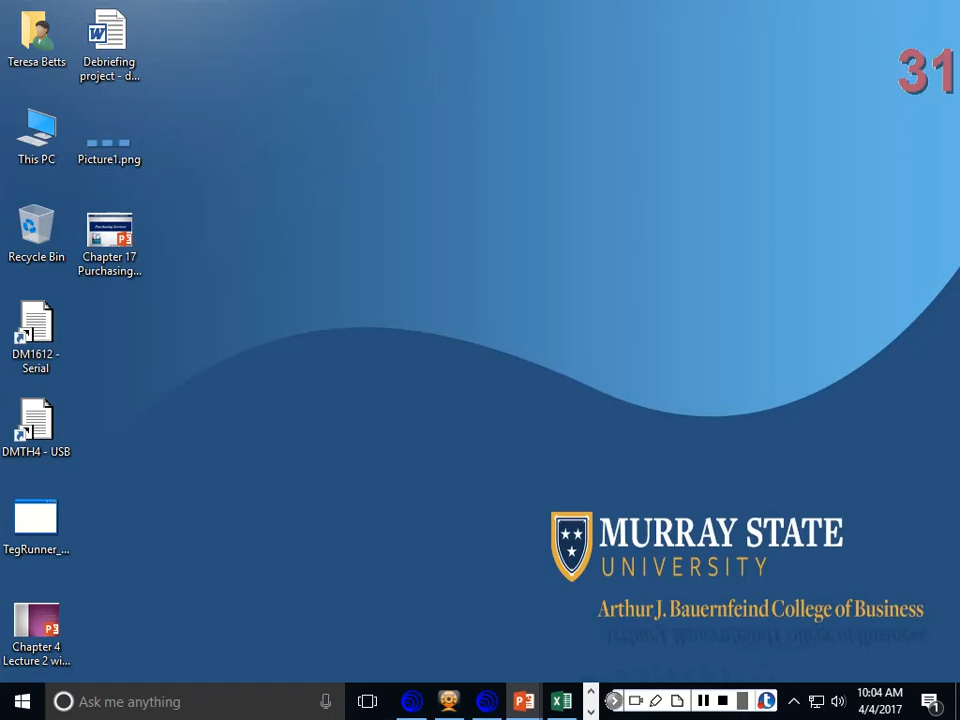 31
Teresa Betts
Debriefing
project - d...
This PC
Picture1.png
Recycle Bin
Chapter 17
Purchasing...
DM1612 -
Serial
DMTH4 - USB
TegRunner_...
Chapter 4
Lecture 2 wi...
MURRAY STATE
UNIVERSITY
Arthur J. Bauernfeind College of Business
Ask me anything
10:04 AM
4/4/2017
1